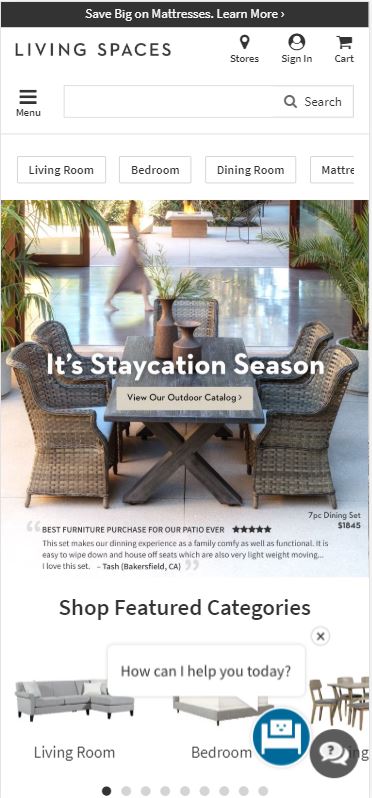 Save Big on Mattresses. Learn More ›
LIVING SPACES
Stores
Sign In
Cart
Menu
Search
Living Room
Bedroom
Dining Room
Mattre
It's Staycation Season
View Our Outdoor Catalog ›
7pc Dining Set
$1845
“ BEST FURNITURE PURCHASE FOR OUR PATIO EVER ★★★★★
This set makes our dinning experience as a family comfy as well as functional. It is
easy to wipe down and house off seats which are also very light weight moving...
I love this set. – Tash (Bakersfield, CA) ”
Shop Featured Categories
How can I help you today?
Living Room
Bedroom
ing
?